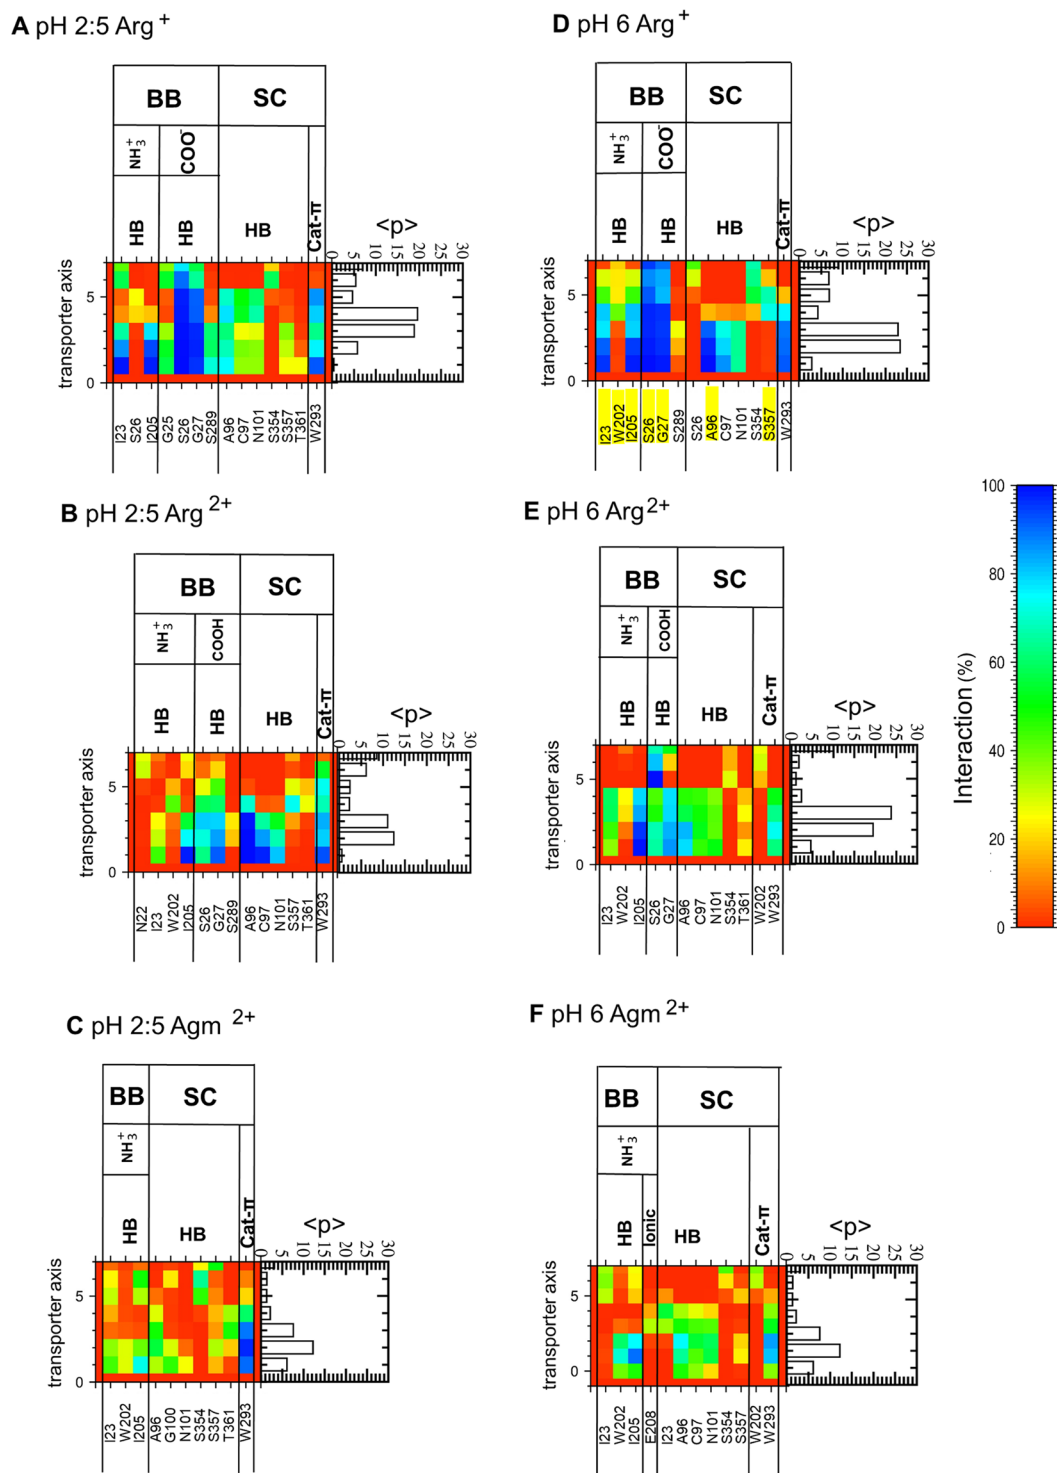 A pH 2:5 Arg +
BB SC
NH3+ COO-
HB HB HB Cat-π
<p>
0 5 10 15 20 25 30
transporter axis
5
0
I23 S26 I205 G25 S26 G27 S289 A96 C97 N101 S354 S357 T361 W293
D pH 6 Arg +
BB SC
NH3+ COO-
HB HB HB Cat-π
<p>
0 5 10 15 20 25 30
transporter axis
5
0
I23 W202 I205 S26 G27 S289 S26 A96 C97 N101 S354 S357 W293
B pH 2:5 Arg 2+
BB SC
NH3+ COOH
HB HB HB Cat-π
<p>
0 5 10 15 20 25 30
transporter axis
5
0
N22 I23 W202 I205 S26 G27 S289 A96 C97 N101 S357 T361 W293
E pH 6 Arg 2+
BB SC
NH3+ COOH
HB HB HB Cat-π
<p>
0 5 10 15 20 25 30
transporter axis
5
0
I23 W202 I205 S26 G27 A96 C97 N101 S354 T361 W202 W293
100
80
60
40
20
0
Interaction (%)
C pH 2:5 Agm 2+
BB SC
NH3+
HB HB Cat-π
<p>
0 5 10 15 20 25 30
transporter axis
5
0
I23 W202 I205 A96 G100 N101 S354 S357 T361 W293
F pH 6 Agm 2+
BB SC
NH3+
HB Ionic HB Cat-π
<p>
0 5 10 15 20 25 30
transporter axis
5
0
I23 W202 I205 E208 I23 A96 C97 N101 S354 S357 W202 W293